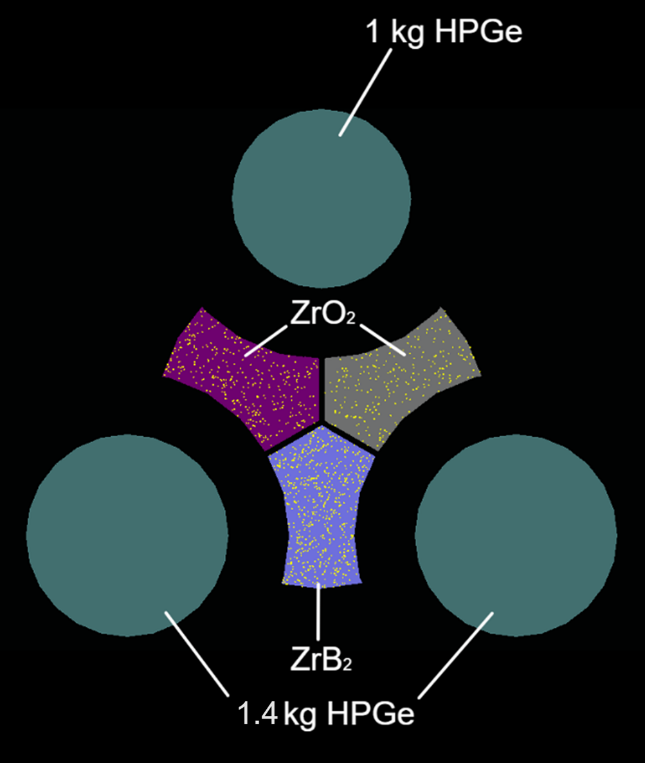 1 kg HPGe
ZrO₂
ZrB₂
1.4 kg HPGe